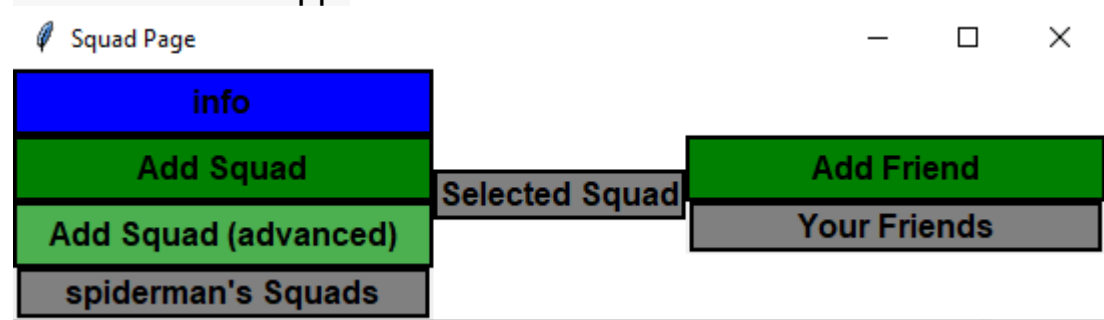 Squad Page
info
Add Squad
Add Squad (advanced)
spiderman's Squads
Selected Squad
Add Friend
Your Friends